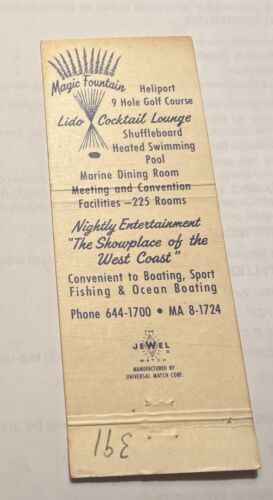 Magic Fountain
Heliport
9 Hole Golf Course
Lido Cocktail Lounge
Shuffleboard
Heated Swimming
Pool
Marine Dining Room
Meeting and Convention
Facilities —225 Rooms
Nightly Entertainment
"The Showplace of the
West Coast"
Convenient to Boating, Sport
Fishing & Ocean Boating
Phone 644-1700 • MA 8-1724
THE
JEWEL
MATCH
MANUFACTURED BY
UNIVERSAL MATCH CORP.
391